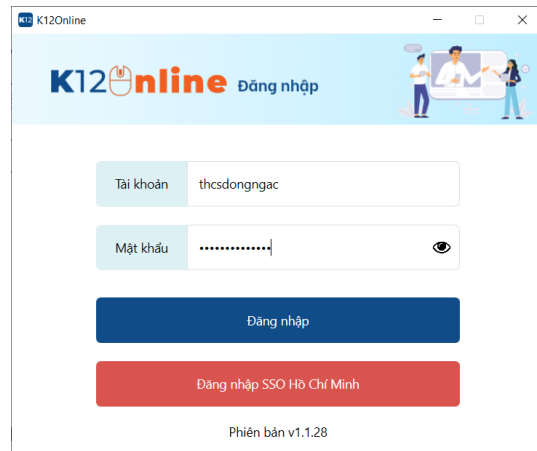 K12 K12Online
K12Online Đăng nhập
Tài khoản thcsdongngac
Mật khẩu ••••••••••••••
Đăng nhập
Đăng nhập SSO Hồ Chí Minh
Phiên bản v1.1.28